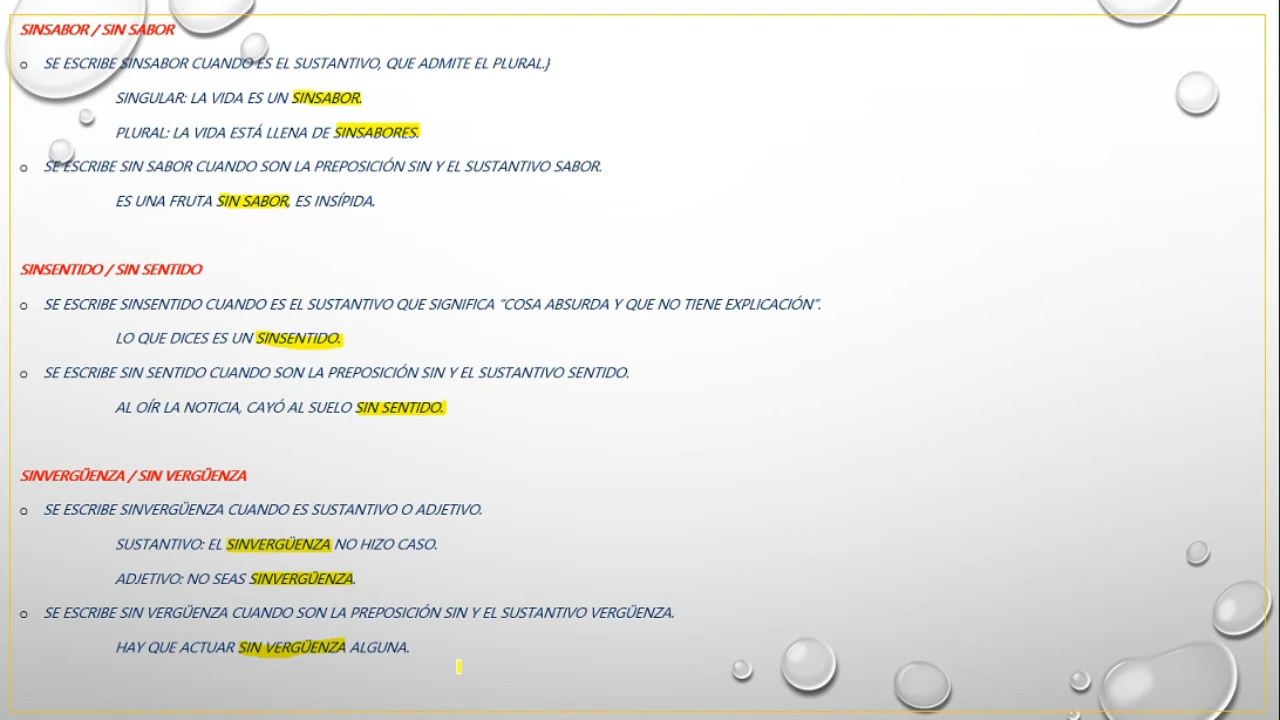 SINSABOR / SIN SABOR
SE ESCRIBE SINSABOR CUANDO ES EL SUSTANTIVO, QUE ADMITE EL PLURAL.}
SINGULAR: LA VIDA ES UN SINSABOR.
PLURAL: LA VIDA ESTÁ LLENA DE SINSABORES.
SE ESCRIBE SIN SABOR CUANDO SON LA PREPOSICIÓN SIN Y EL SUSTANTIVO SABOR.
ES UNA FRUTA SIN SABOR, ES INSÍPIDA.
SINSENTIDO / SIN SENTIDO
SE ESCRIBE SINSENTIDO CUANDO ES EL SUSTANTIVO QUE SIGNIFICA "COSA ABSURDA Y QUE NO TIENE EXPLICACIÓN".
LO QUE DICES ES UN SINSENTIDO.
SE ESCRIBE SIN SENTIDO CUANDO SON LA PREPOSICIÓN SIN Y EL SUSTANTIVO SENTIDO.
AL OÍR LA NOTICIA, CAYÓ AL SUELO SIN SENTIDO.
SINVERGÜENZA / SIN VERGÜENZA
SE ESCRIBE SINVERGÜENZA CUANDO ES SUSTANTIVO O ADJETIVO.
SUSTANTIVO: EL SINVERGÜENZA NO HIZO CASO.
ADJETIVO: NO SEAS SINVERGÜENZA.
SE ESCRIBE SIN VERGÜENZA CUANDO SON LA PREPOSICIÓN SIN Y EL SUSTANTIVO VERGÜENZA.
HAY QUE ACTUAR SIN VERGÜENZA ALGUNA.